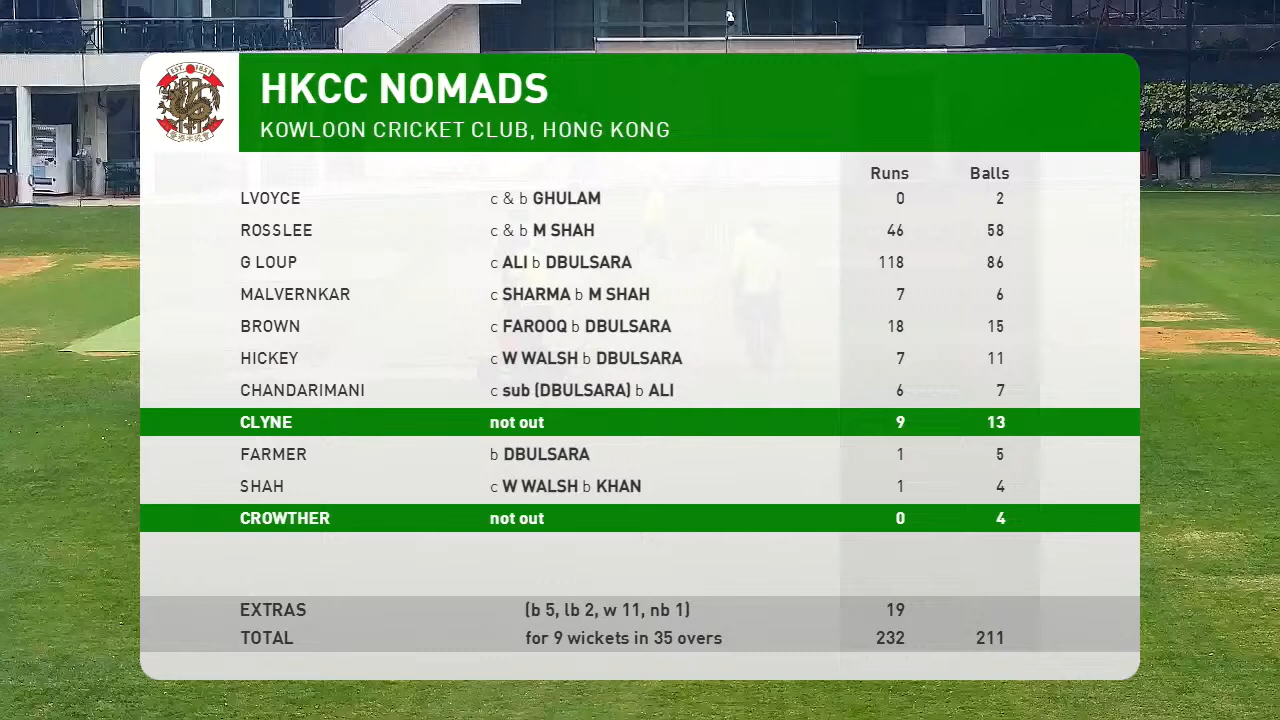 EST. 1851
HKCC NOMADS
KOWLOON CRICKET CLUB, HONG KONG
Runs Balls
LVOYCE c & b GHULAM 0 2
ROSSLEE c & b M SHAH 46 58
G LOUP c ALI b DBULSARA 118 86
MALVERNKAR c SHARMA b M SHAH 7 6
BROWN c FAROOQ b DBULSARA 18 15
HICKEY c W WALSH b DBULSARA 7 11
CHANDARIMANI c sub (DBULSARA) b ALI 6 7
CLYNE not out 9 13
FARMER b DBULSARA 1 5
SHAH c W WALSH b KHAN 1 4
CROWTHER not out 0 4
EXTRAS (b 5, lb 2, w 11, nb 1) 19
TOTAL for 9 wickets in 35 overs 232 211